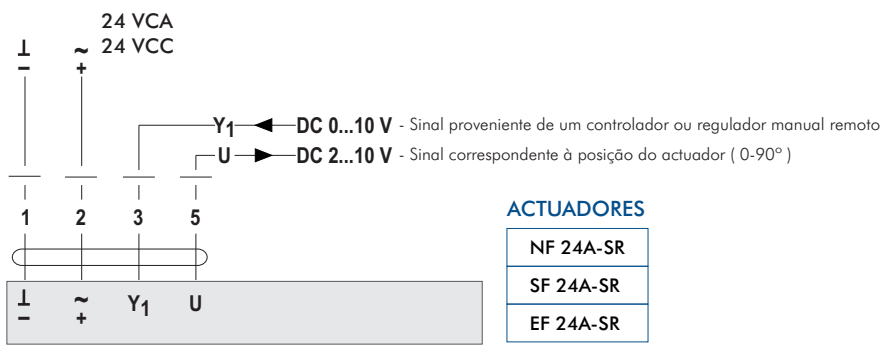 24 VCA
⊥ ~ 24 VCC
– +
Y1 DC 0...10 V - Sinal proveniente de um controlador ou regulador manual remoto
U DC 2...10 V - Sinal correspondente à posição do actuador ( 0-90º )
1 2 3 5
ACTUADORES
NF 24A-SR
SF 24A-SR
EF 24A-SR
⊥ ~ Y1 U
– +